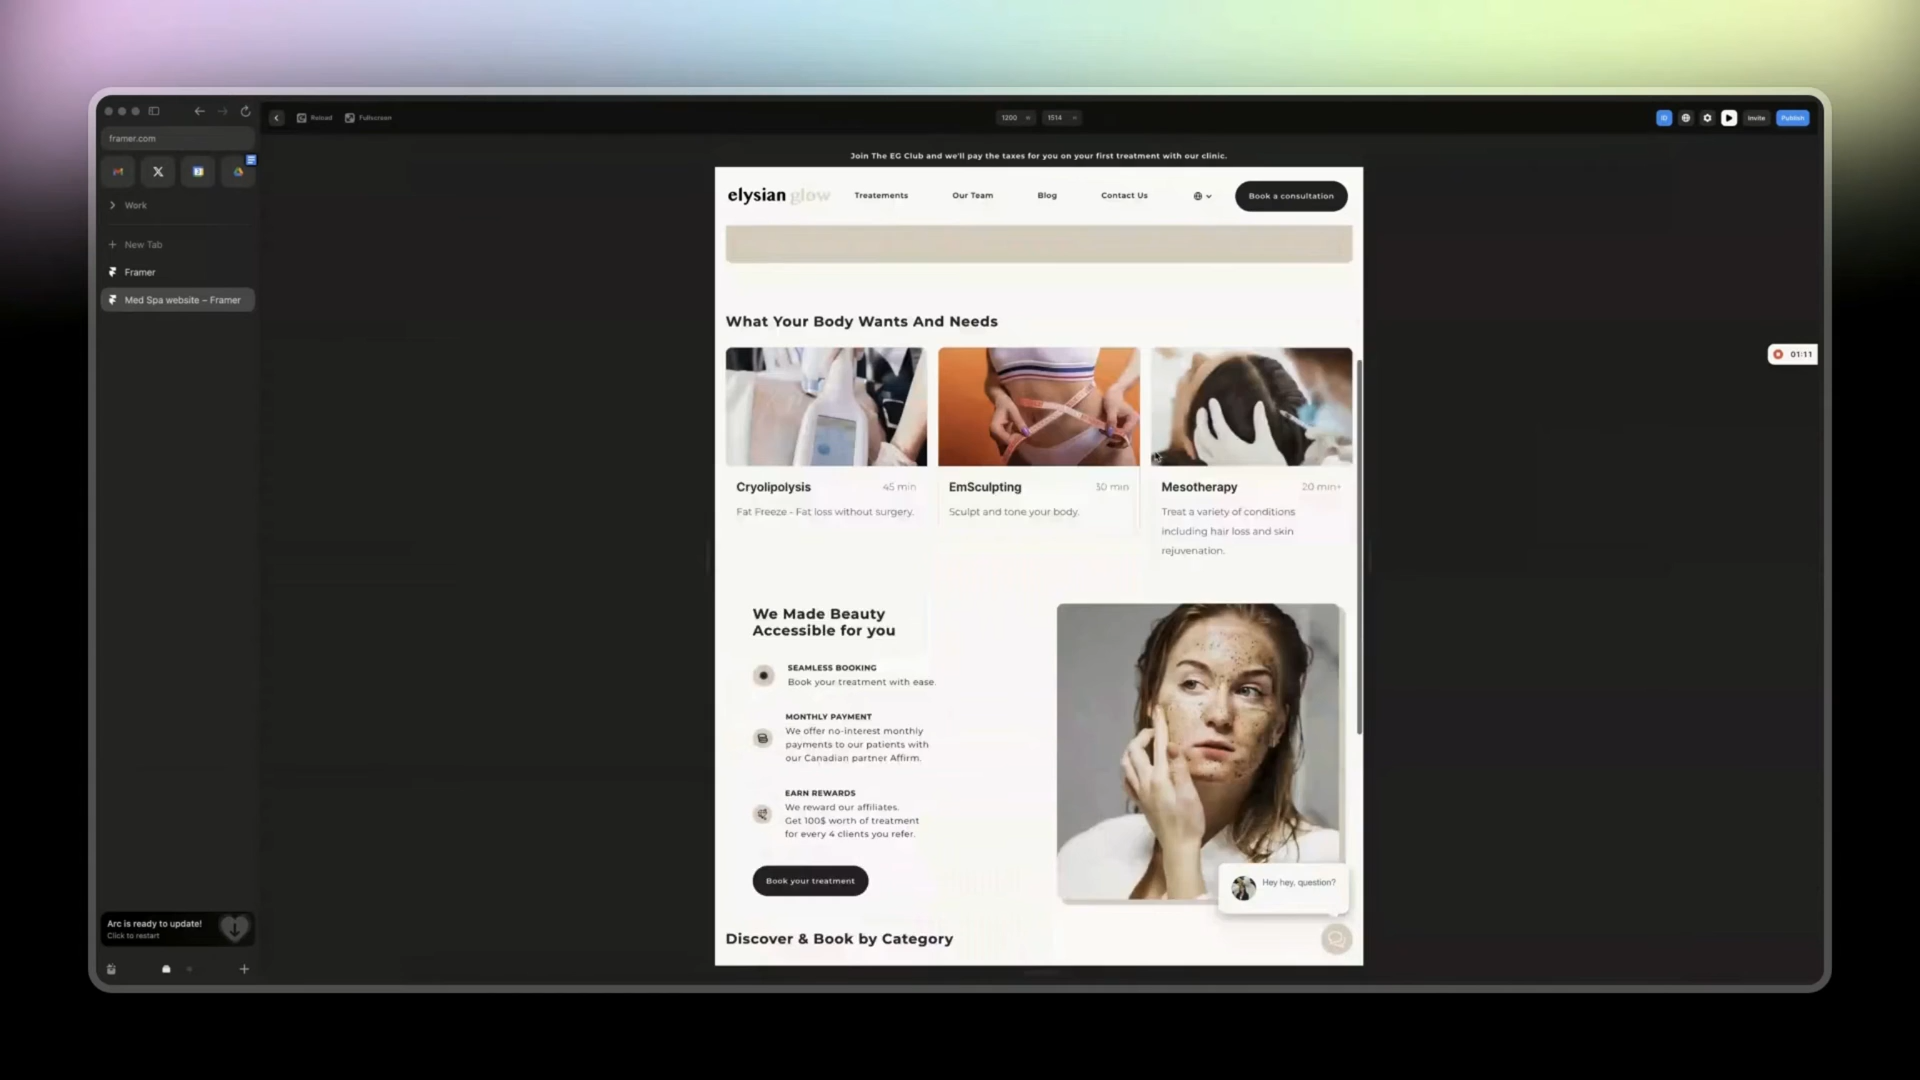 framer.com
Work
New Tab
Framer
Med Spa website – Framer
Arc is ready to update!
Click to restart
Reload
Fullscreen
1200
1514
Invite
Publish
01:11
Join The EG Club and we'll pay the taxes for you on your first treatment with our clinic.
elysian glow
Treatements
Our Team
Blog
Contact Us
Book a consultation
What Your Body Wants And Needs
Cryolipolysis
45 min
Fat Freeze - Fat loss without surgery.
EmSculpting
30 min
Sculpt and tone your body.
Mesotherapy
20 min+
Treat a variety of conditions
including hair loss and skin
rejuvenation.
We Made Beauty
Accessible for you
SEAMLESS BOOKING
Book your treatment with ease.
MONTHLY PAYMENT
We offer no-interest monthly
payments to our patients with
our Canadian partner Affirm.
EARN REWARDS
We reward our affiliates.
Get 100$ worth of treatment
for every 4 clients you refer.
Book your treatment
Hey hey, question?
Discover & Book by Category